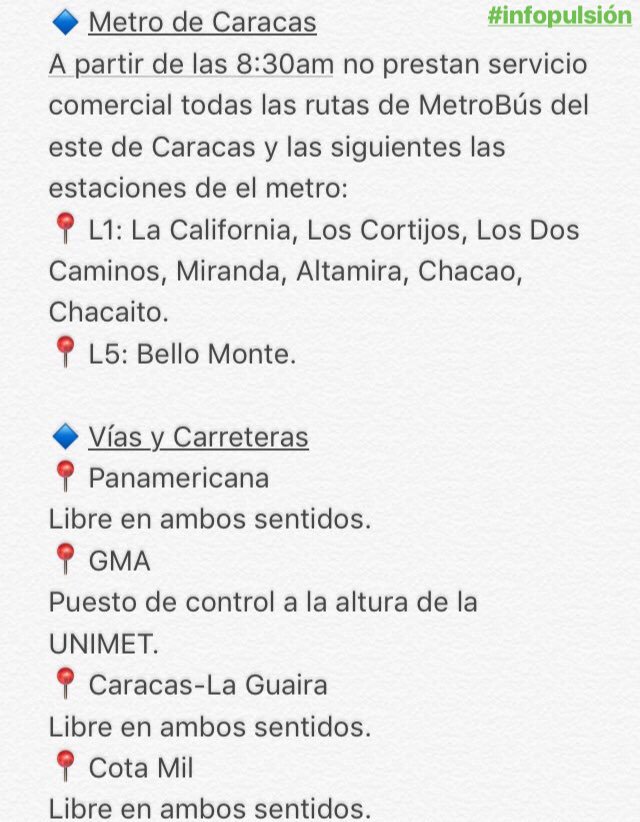 #infopulsión
🔷 Metro de Caracas
A partir de las 8:30am no prestan servicio
comercial todas las rutas de MetroBús del
este de Caracas y las siguientes las
estaciones de el metro:
📍 L1: La California, Los Cortijos, Los Dos
Caminos, Miranda, Altamira, Chacao,
Chacaito.
📍 L5: Bello Monte.
🔷 Vías y Carreteras
📍 Panamericana
Libre en ambos sentidos.
📍 GMA
Puesto de control a la altura de la
UNIMET.
📍 Caracas-La Guaira
Libre en ambos sentidos.
📍 Cota Mil
Libre en ambos sentidos.